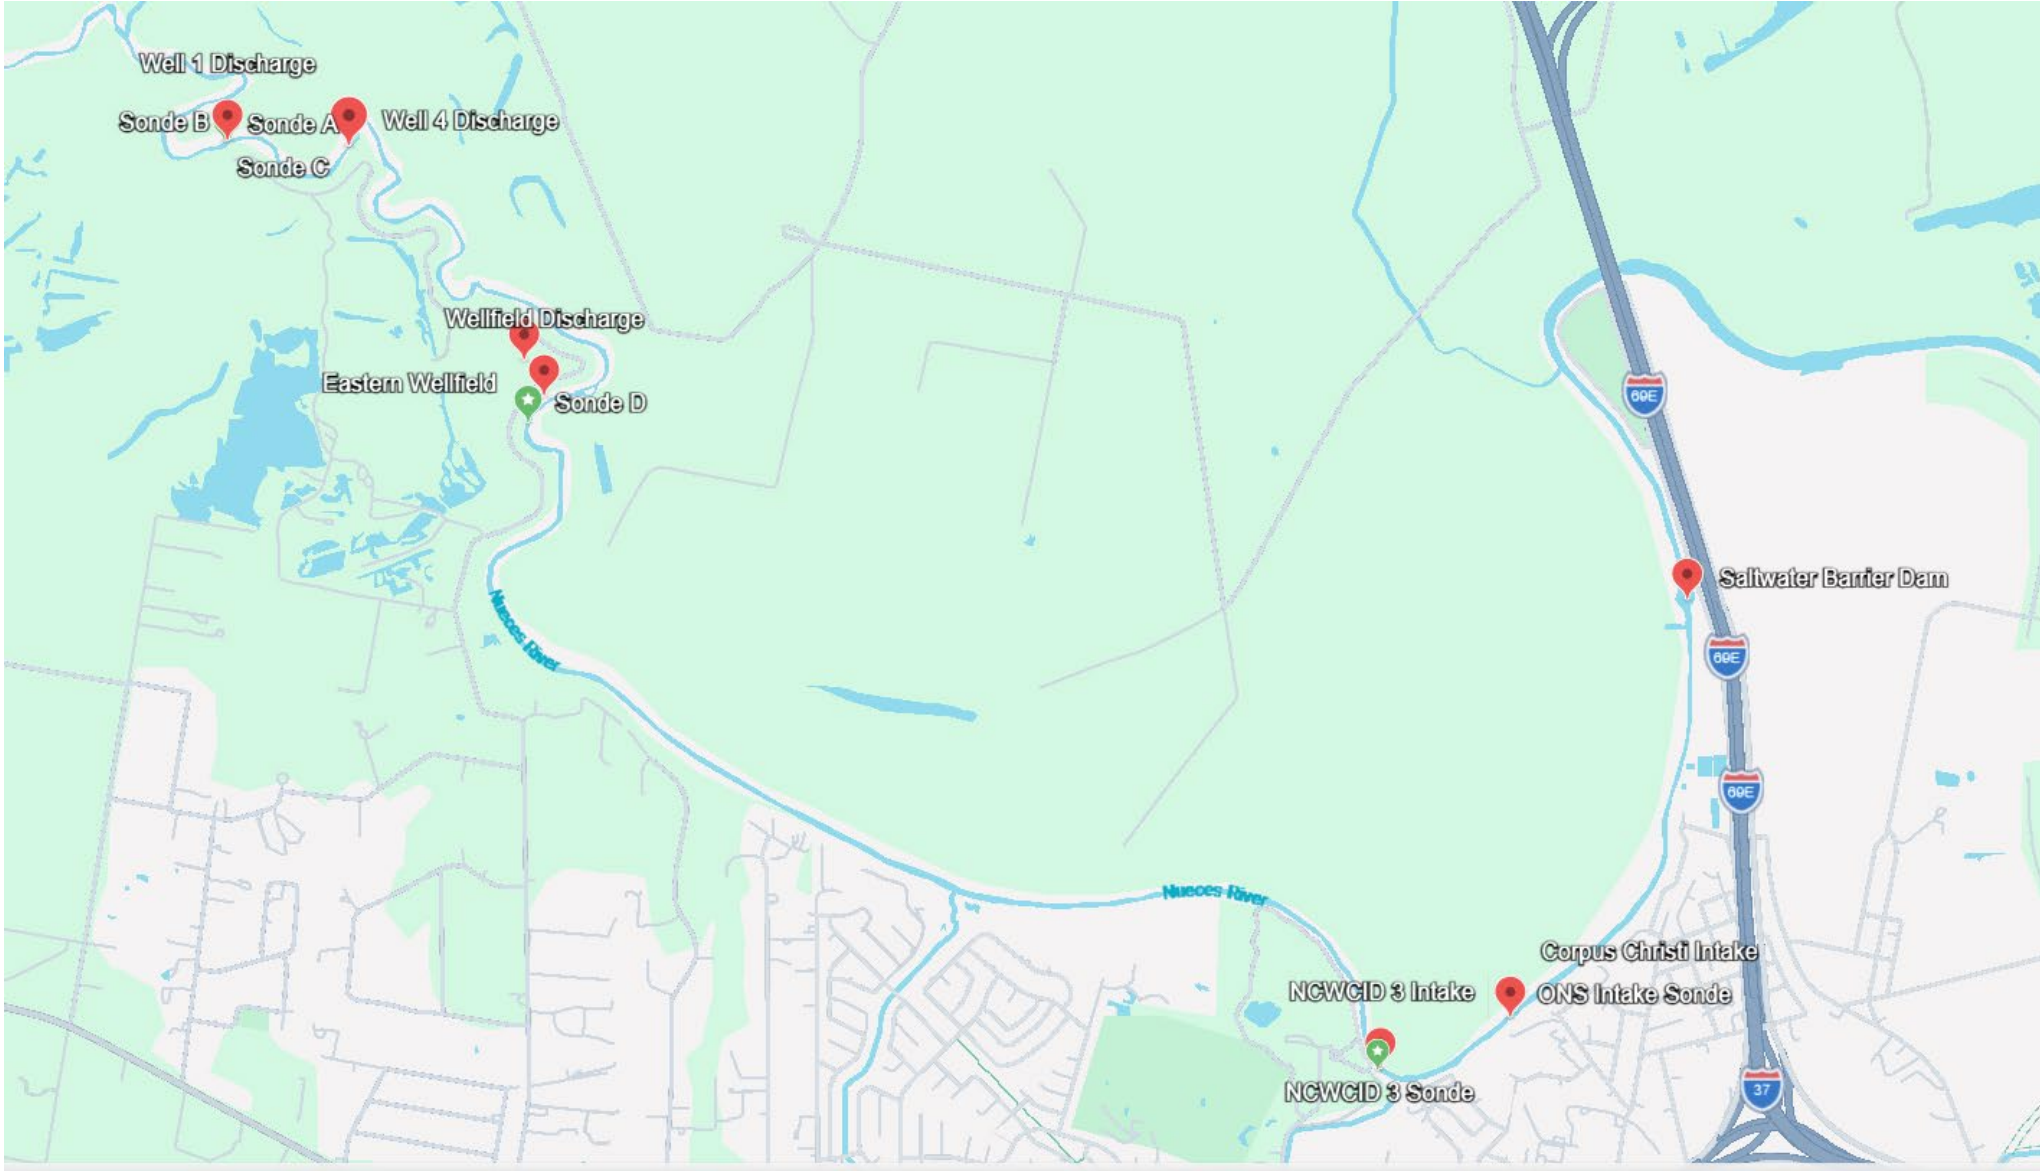 Well 1 Discharge
Sonde B
Sonde A
Well 4 Discharge
Sonde C
Wellfield Discharge
Eastern Wellfield
Sonde D
69E
Saltwater Barrier Dam
Nueces River
69E
69E
Nueces River
Corpus Christi Intake
NCWCID 3 Intake
ONS Intake Sonde
NCWCID 3 Sonde
37